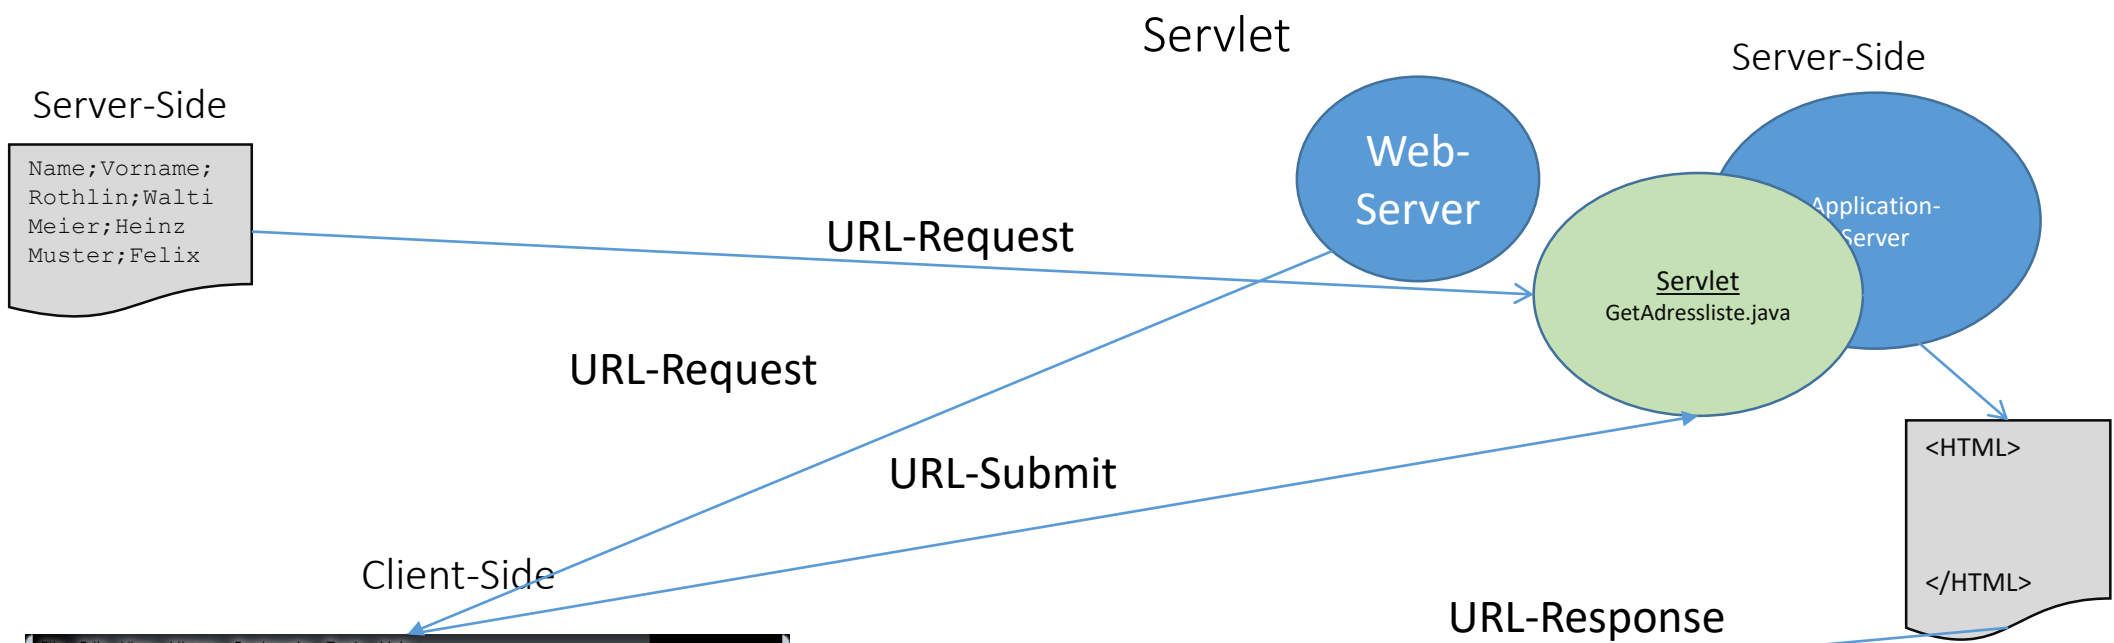 Servlet
Server-Side
Server-Side
Name;Vorname;
Rothlin;Walti
Meier;Heinz
Muster;Felix
Web-
Server
Application-
Server
URL-Request
Servlet
GetAdressliste.java
URL-Request
URL-Submit
<HTML>
Client-Side
</HTML>
URL-Response